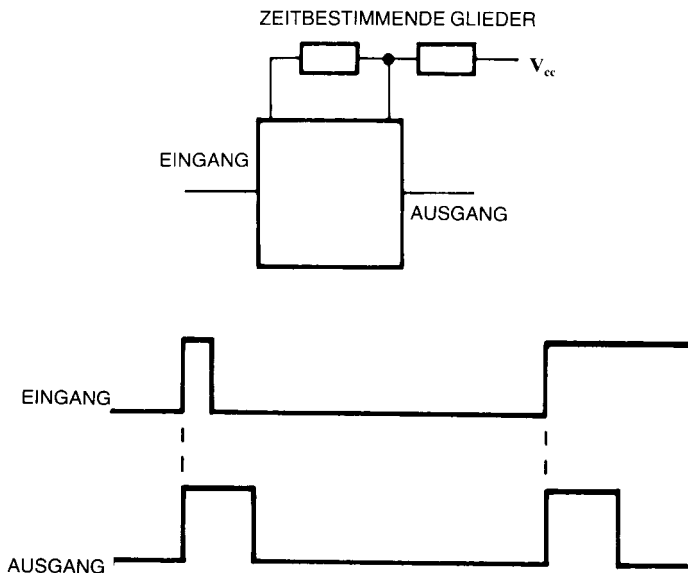 ZEITBESTIMMENDE GLIEDER
Vcc
EINGANG
AUSGANG
EINGANG
AUSGANG